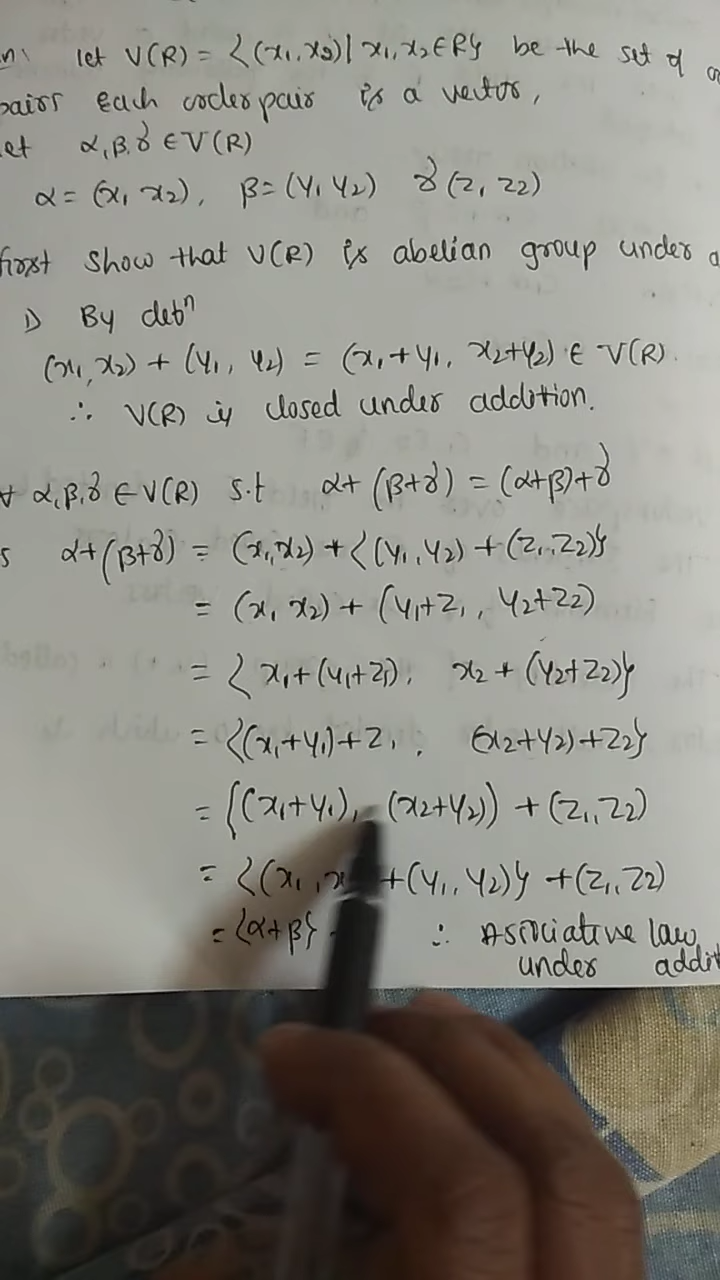 let V(R) = {(x1, x2) | x1, x2 ∈ R} be the set of
each order pair is a vector,
α, β, γ ∈ V(R)
α = (x1 x2), β = (y1 y2) γ (z1 z2)
first show that V(R) is abelian group under
1) By defn
(x1, x2) + (y1, y2) = (x1+y1, x2+y2) ∈ V(R).
∴ V(R) is closed under addition.
∀ α, β, γ ∈ V(R) s.t α+(β+γ) = (α+β)+γ
α+(β+γ) = (x1, x2) + {(y1, y2) + (z1, z2)}
= (x1 x2) + (y1+z1, y2+z2)
= { x1+(y1+z1), x2 + (y2+z2)}
= {(x1+y1)+z1, (x2+y2)+z2}
= {(x1+y1), (x2+y2)} + (z1, z2)
= {(x1, +(y1, y2)} + (z1, z2)
= {α+β} ∴ Associative law
under